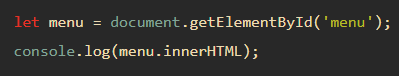 let menu = document.getElementById('menu');
console.log(menu.innerHTML);